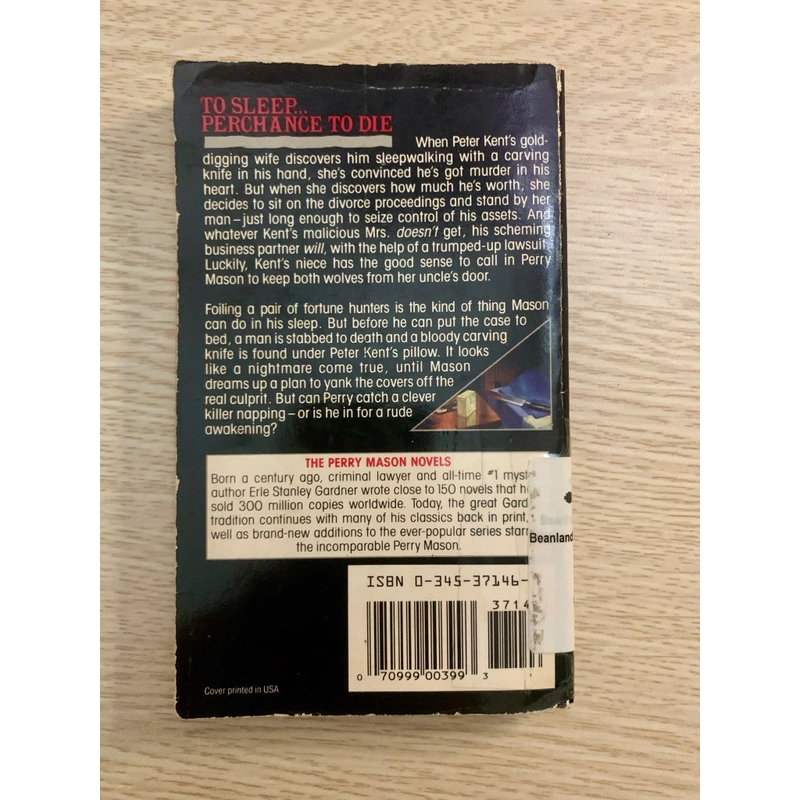 TO SLEEP...
PERCHANCE TO DIE
When Peter Kent's gold-
digging wife discovers him sleepwalking with a carving
knife in his hand, she's convinced he's got murder in his
heart. But when she discovers how much he's worth, she
decides to sit on the divorce proceedings and stand by her
man–just long enough to seize control of his assets. And
whatever Kent's malicious Mrs. doesn't get, his scheming
business partner will, with the help of a trumped-up lawsuit.
Luckily, Kent's niece has the good sense to call in Perry
Mason to keep both wolves from her uncle's door.
Foiling a pair of fortune hunters is the kind of thing Mason
can do in his sleep. But before he can put the case to
bed, a man is stabbed to death and a bloody carving
knife is found under Peter Kent's pillow. It looks
like a nightmare come true, until Mason
dreams up a plan to yank the covers off the
real culprit. But can Perry catch a clever
killer napping–or is he in for a rude
awakening?
THE PERRY MASON NOVELS
Born a century ago, criminal lawyer and all-time #1 myst
author Erle Stanley Gardner wrote close to 150 novels that h
sold 300 million copies worldwide. Today, the great Gard
tradition continues with many of his classics back in print,
well as brand-new additions to the ever-popular series starr
the incomparable Perry Mason.
Beanland
ISBN 0-345-37146-
3714
0 70999 00399 3
Cover printed in USA